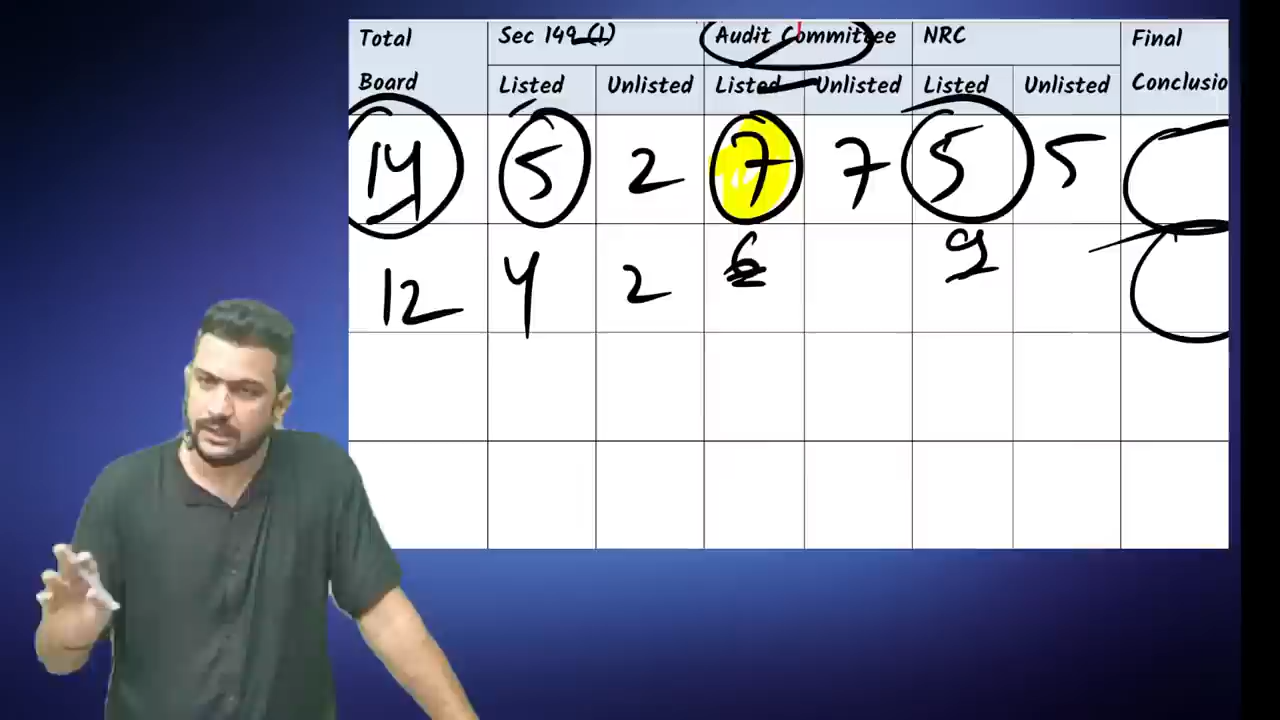 Total Board Sec 149 (1) Audit Committee NRC Final Conclusio
Listed Unlisted Listed Unlisted Listed Unlisted
14 5 2 7 7 5 5
12 4 2 6 9